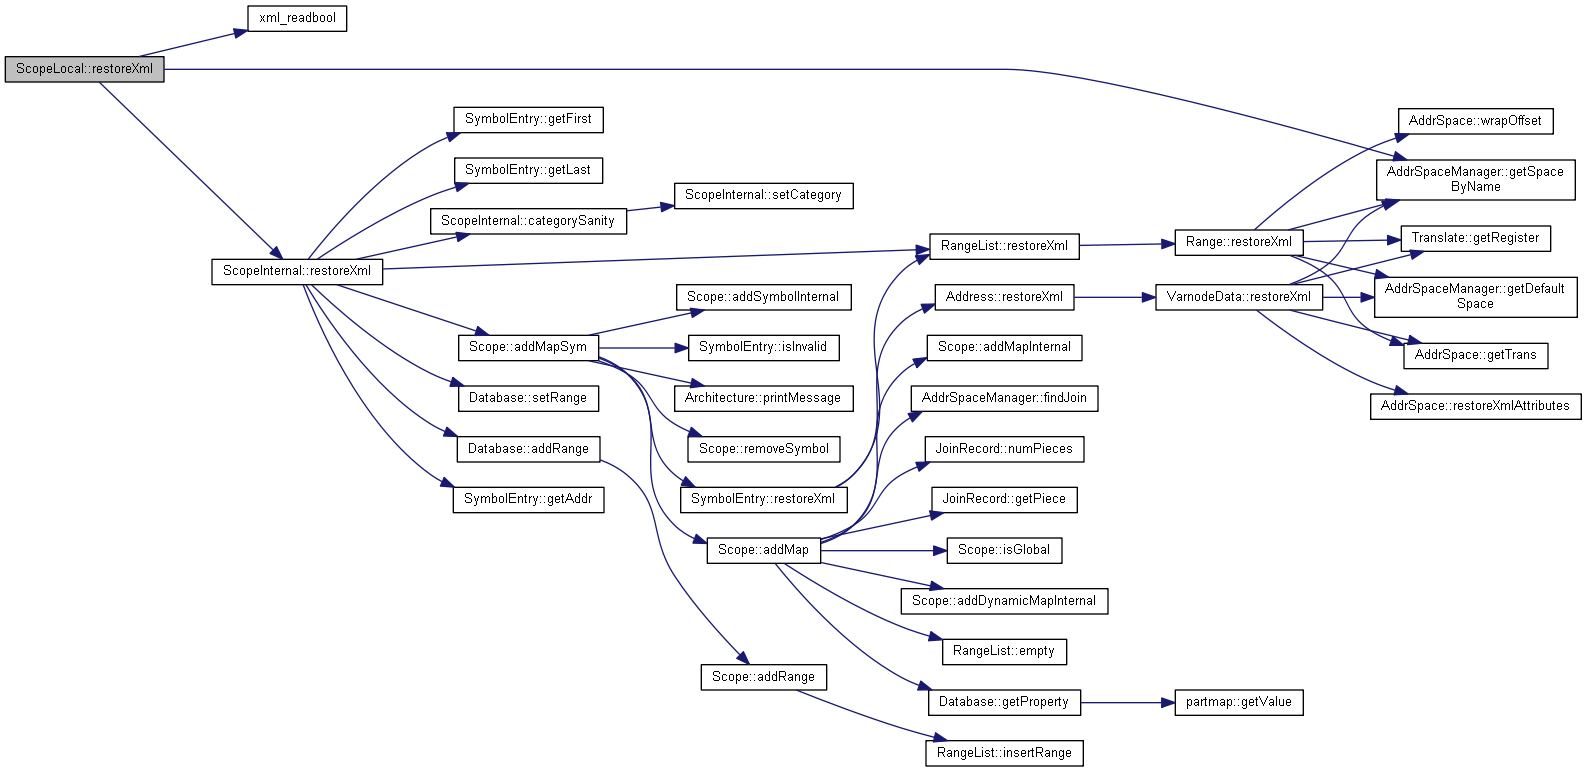 xml_readbool
ScopeLocal::restoreXml
SymbolEntry::getFirst
SymbolEntry::getLast
ScopeInternal::setCategory
ScopeInternal::categorySanity
ScopeInternal::restoreXml
Scope::addSymbolInternal
Scope::addMapSym
SymbolEntry::isInvalid
Architecture::printMessage
Database::setRange
Database::addRange
Scope::removeSymbol
SymbolEntry::getAddr
SymbolEntry::restoreXml
Scope::addMap
Scope::addRange
RangeList::restoreXml
Address::restoreXml
Scope::addMapInternal
AddrSpaceManager::findJoin
JoinRecord::numPieces
JoinRecord::getPiece
Scope::isGlobal
Scope::addDynamicMapInternal
RangeList::empty
Database::getProperty
RangeList::insertRange
Range::restoreXml
VarnodeData::restoreXml
partmap::getValue
AddrSpace::wrapOffset
AddrSpaceManager::getSpace
ByName
Translate::getRegister
AddrSpaceManager::getDefault
Space
AddrSpace::getTrans
AddrSpace::restoreXmlAttributes